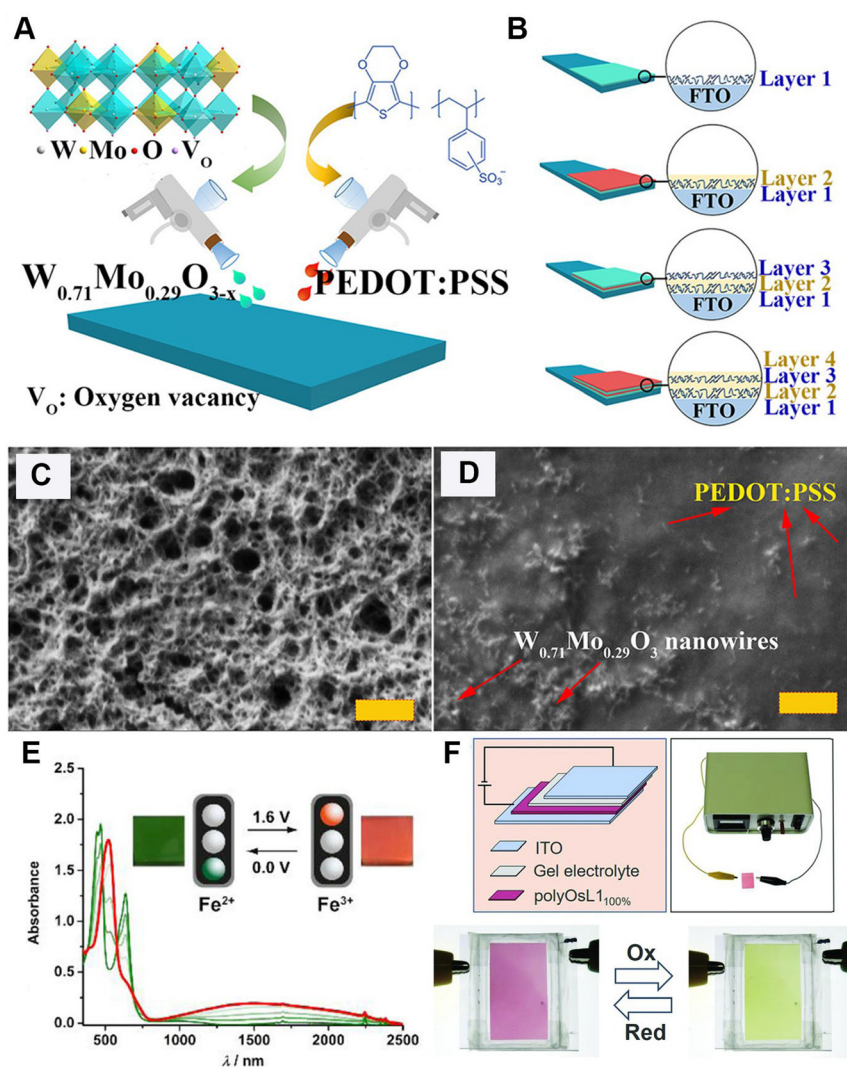 A
W Mo O V_O
SO₃⁻
O O
S
W₀.₇₁Mo₀.₂₉O₃₋ₓ
PEDOT:PSS
V_O: Oxygen vacancy
B
FTO
Layer 1
Layer 2
Layer 1
FTO
Layer 3
Layer 2
Layer 1
FTO
Layer 4
Layer 3
Layer 2
Layer 1
FTO
C
D
PEDOT:PSS
W₀.₇₁Mo₀.₂₉O₃ nanowires
E
2.5
2.0
1.5
1.0
0.5
0.0
Absorbance
1.6 V
0.0 V
Fe²⁺
Fe³⁺
500 1000 1500 2000 2500
λ / nm
F
ITO
Gel electrolyte
polyOsL1₁₀₀%
Ox
Red